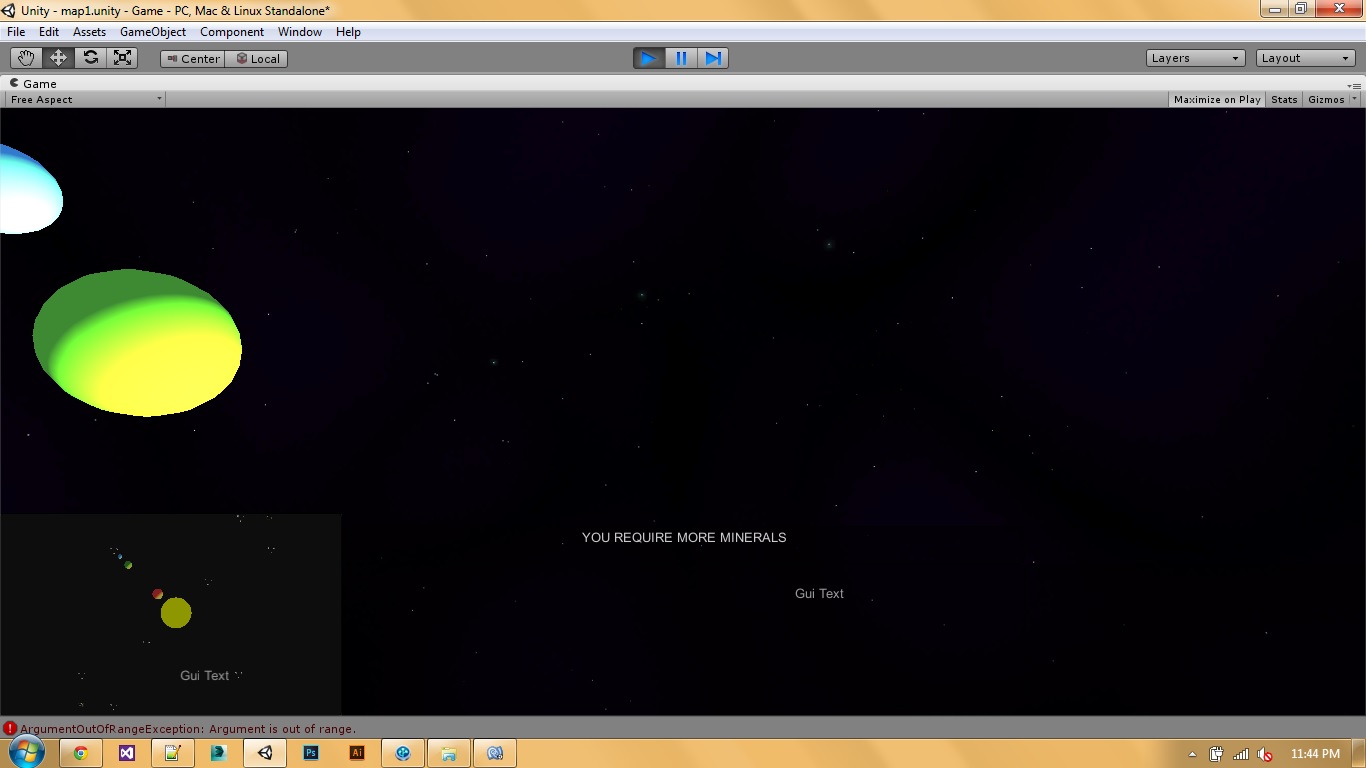 Unity - map1.unity - Game - PC, Mac & Linux Standalone*
File Edit Assets GameObject Component Window Help
Center Local Layers Layout
Game
Free Aspect Maximize on Play Stats Gizmos
YOU REQUIRE MORE MINERALS
Gui Text
Gui Text
ArgumentOutOfRangeException: Argument is out of range.
Ps Ai 11:44 PM